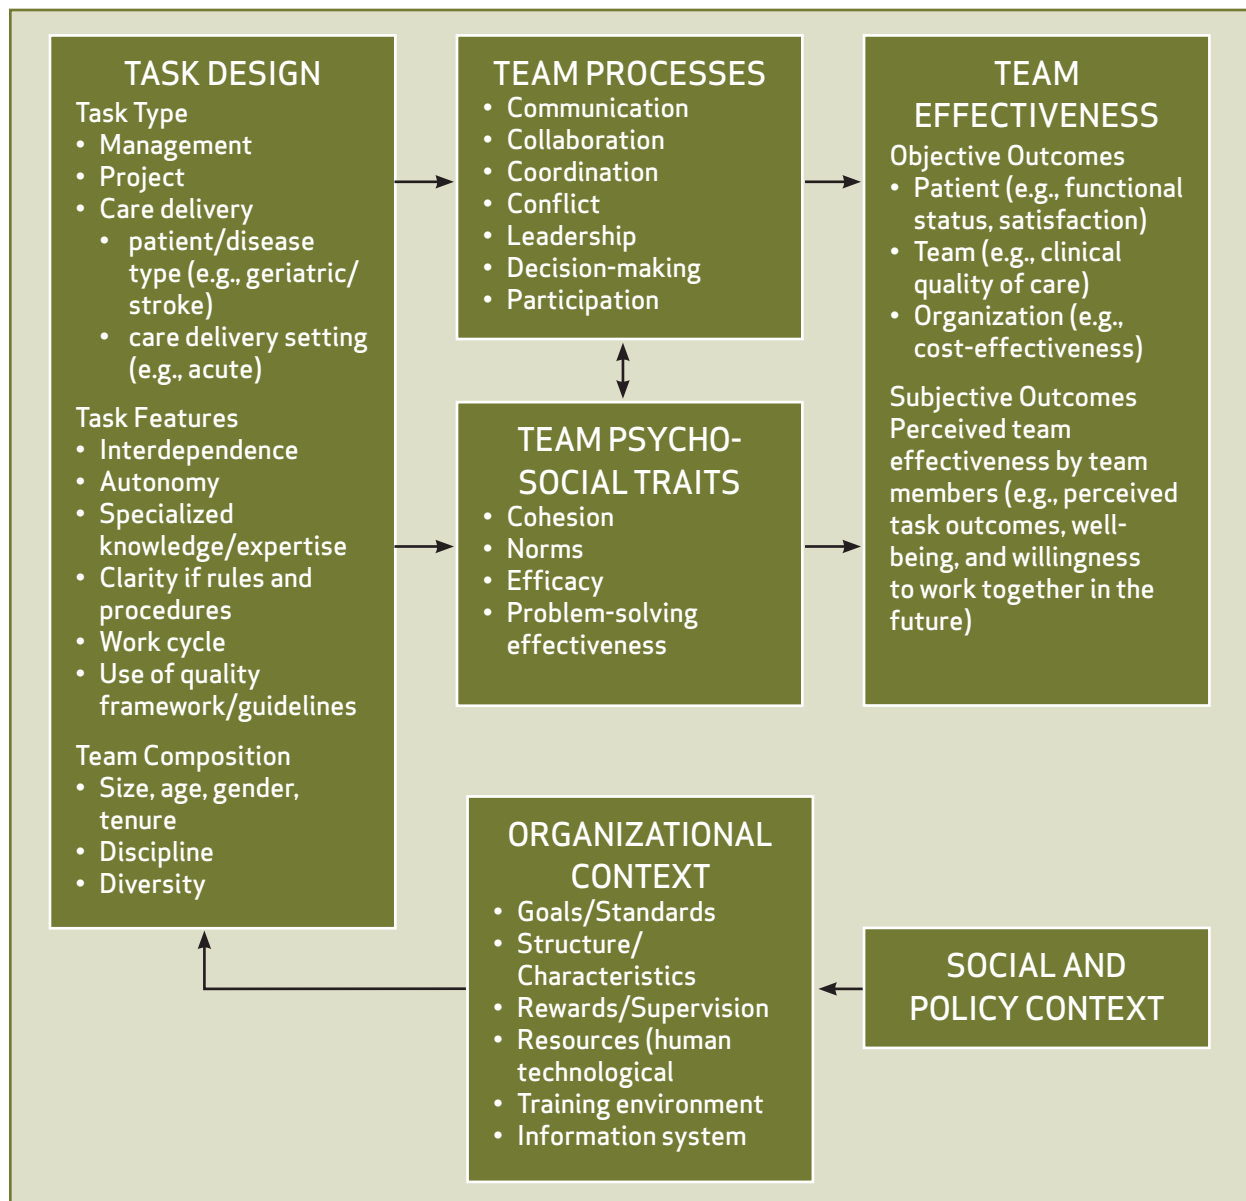 TASK DESIGN
Task Type
• Management
• Project
• Care delivery
• patient/disease
type (e.g., geriatric/
stroke)
• care delivery setting
(e.g., acute)
Task Features
• Interdependence
• Autonomy
• Specialized
knowledge/expertise
• Clarity if rules and
procedures
• Work cycle
• Use of quality
framework/guidelines
Team Composition
• Size, age, gender,
tenure
• Discipline
• Diversity
TEAM PROCESSES
• Communication
• Collaboration
• Coordination
• Conflict
• Leadership
• Decision-making
• Participation
TEAM PSYCHO-
SOCIAL TRAITS
• Cohesion
• Norms
• Efficacy
• Problem-solving
effectiveness
TEAM
EFFECTIVENESS
Objective Outcomes
• Patient (e.g., functional
status, satisfaction)
• Team (e.g., clinical
quality of care)
• Organization (e.g.,
cost-effectiveness)
Subjective Outcomes
Perceived team
effectiveness by team
members (e.g., perceived
task outcomes, well-
being, and willingness
to work together in the
future)
ORGANIZATIONAL
CONTEXT
• Goals/Standards
• Structure/
Characteristics
• Rewards/Supervision
• Resources (human
technological
• Training environment
• Information system
SOCIAL AND
POLICY CONTEXT